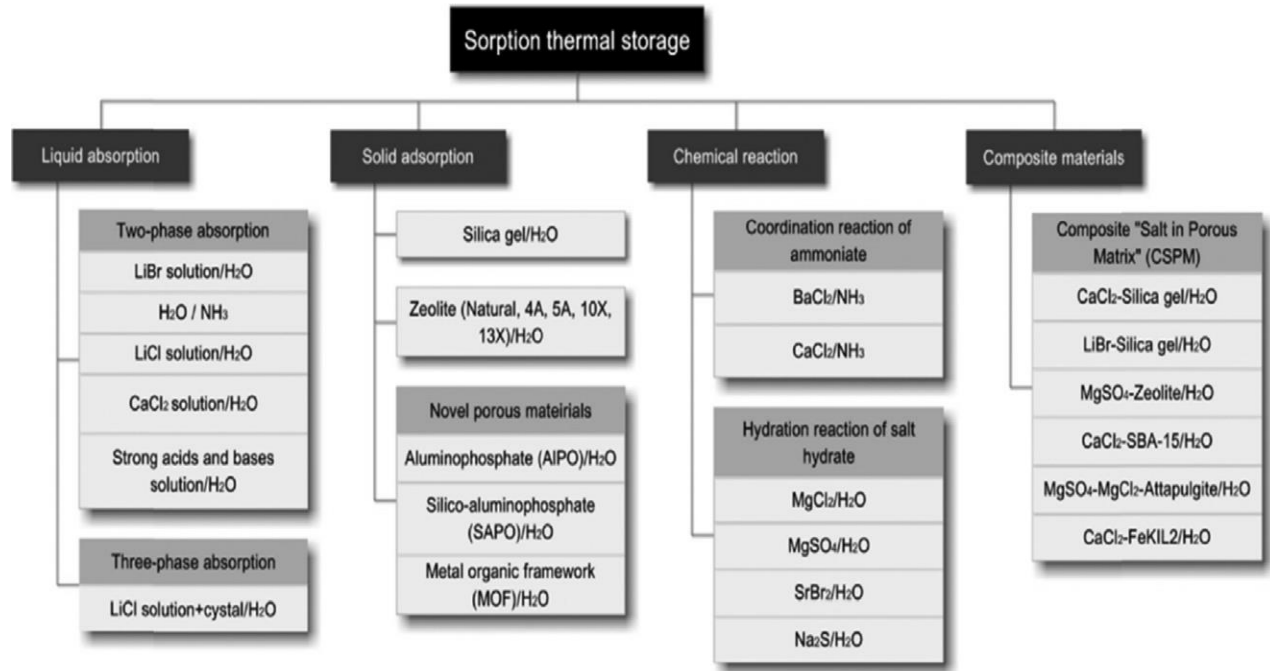 Sorption thermal storage
Liquid absorption
Two-phase absorption
LiBr solution/H₂O
H₂O / NH₃
LiCl solution/H₂O
CaCl₂ solution/H₂O
Strong acids and bases
solution/H₂O
Three-phase absorption
LiCl solution+cystal/H₂O
Solid adsorption
Silica gel/H₂O
Zeolite (Natural, 4A, 5A, 10X,
13X)/H₂O
Novel porous mateirials
Aluminophosphate (AlPO)/H₂O
Silico-aluminophosphate
(SAPO)/H₂O
Metal organic framework
(MOF)/H₂O
Chemical reaction
Coordination reaction of
ammoniate
BaCl₂/NH₃
CaCl₂/NH₃
Hydration reaction of salt
hydrate
MgCl₂/H₂O
MgSO₄/H₂O
SrBr₂/H₂O
Na₂S/H₂O
Composite materials
Composite "Salt in Porous
Matrix" (CSPM)
CaCl₂-Silica gel/H₂O
LiBr-Silica gel/H₂O
MgSO₄-Zeolite/H₂O
CaCl₂-SBA-15/H₂O
MgSO₄-MgCl₂-Attapulgite/H₂O
CaCl₂-FeKIL2/H₂O